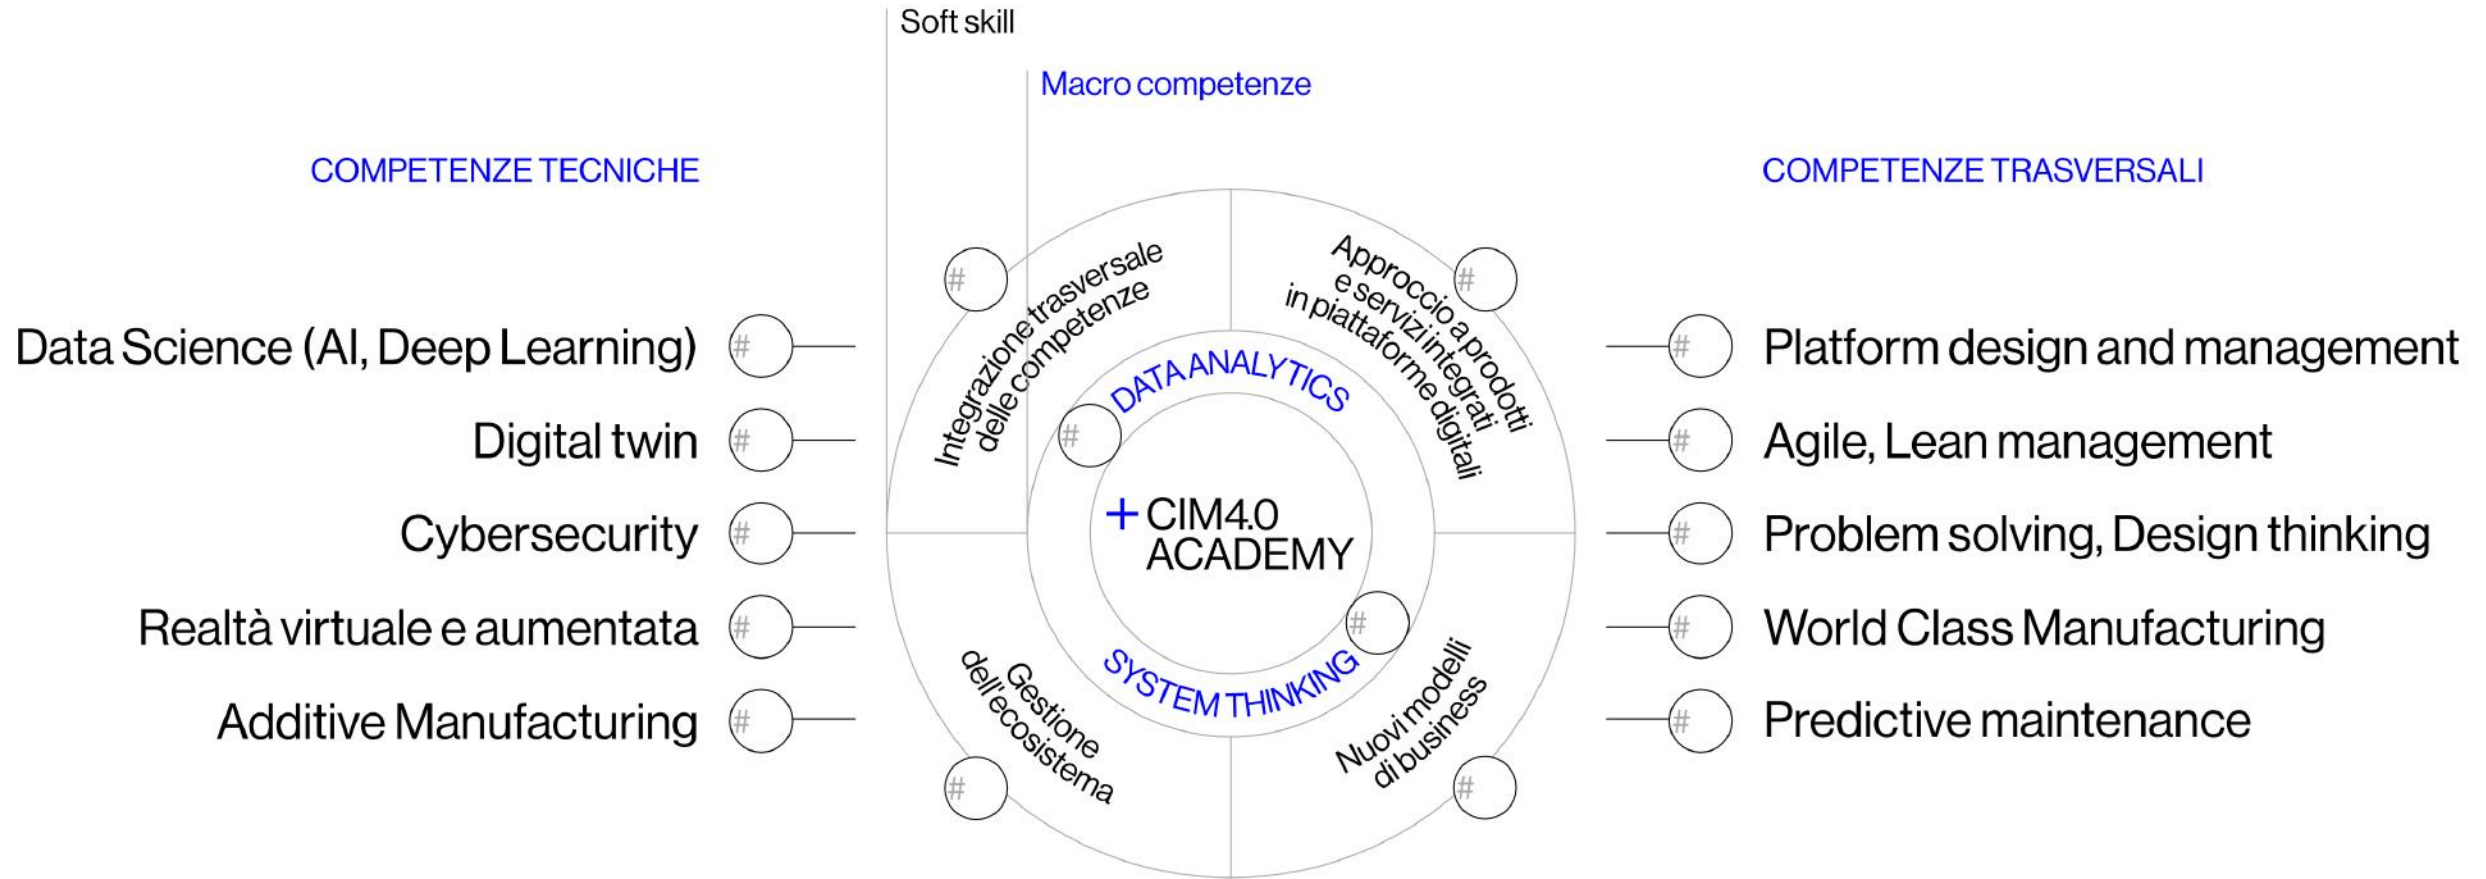 Soft skill
Macro competenze
COMPETENZE TECNICHE
# Data Science (AI, Deep Learning)
# Digital twin
# Cybersecurity
# Realtà virtuale e aumentata
# Additive Manufacturing
#
Integrazione trasversale
delle competenze
#
Approccio a prodotti
e servizi integrati
in piattaforme digitali
#
DATA ANALYTICS
+ CIM4.0
ACADEMY
#
SYSTEM THINKING
#
Gestione
dell'ecosistema
#
Nuovi modelli
di business
COMPETENZE TRASVERSALI
# Platform design and management
# Agile, Lean management
# Problem solving, Design thinking
# World Class Manufacturing
# Predictive maintenance